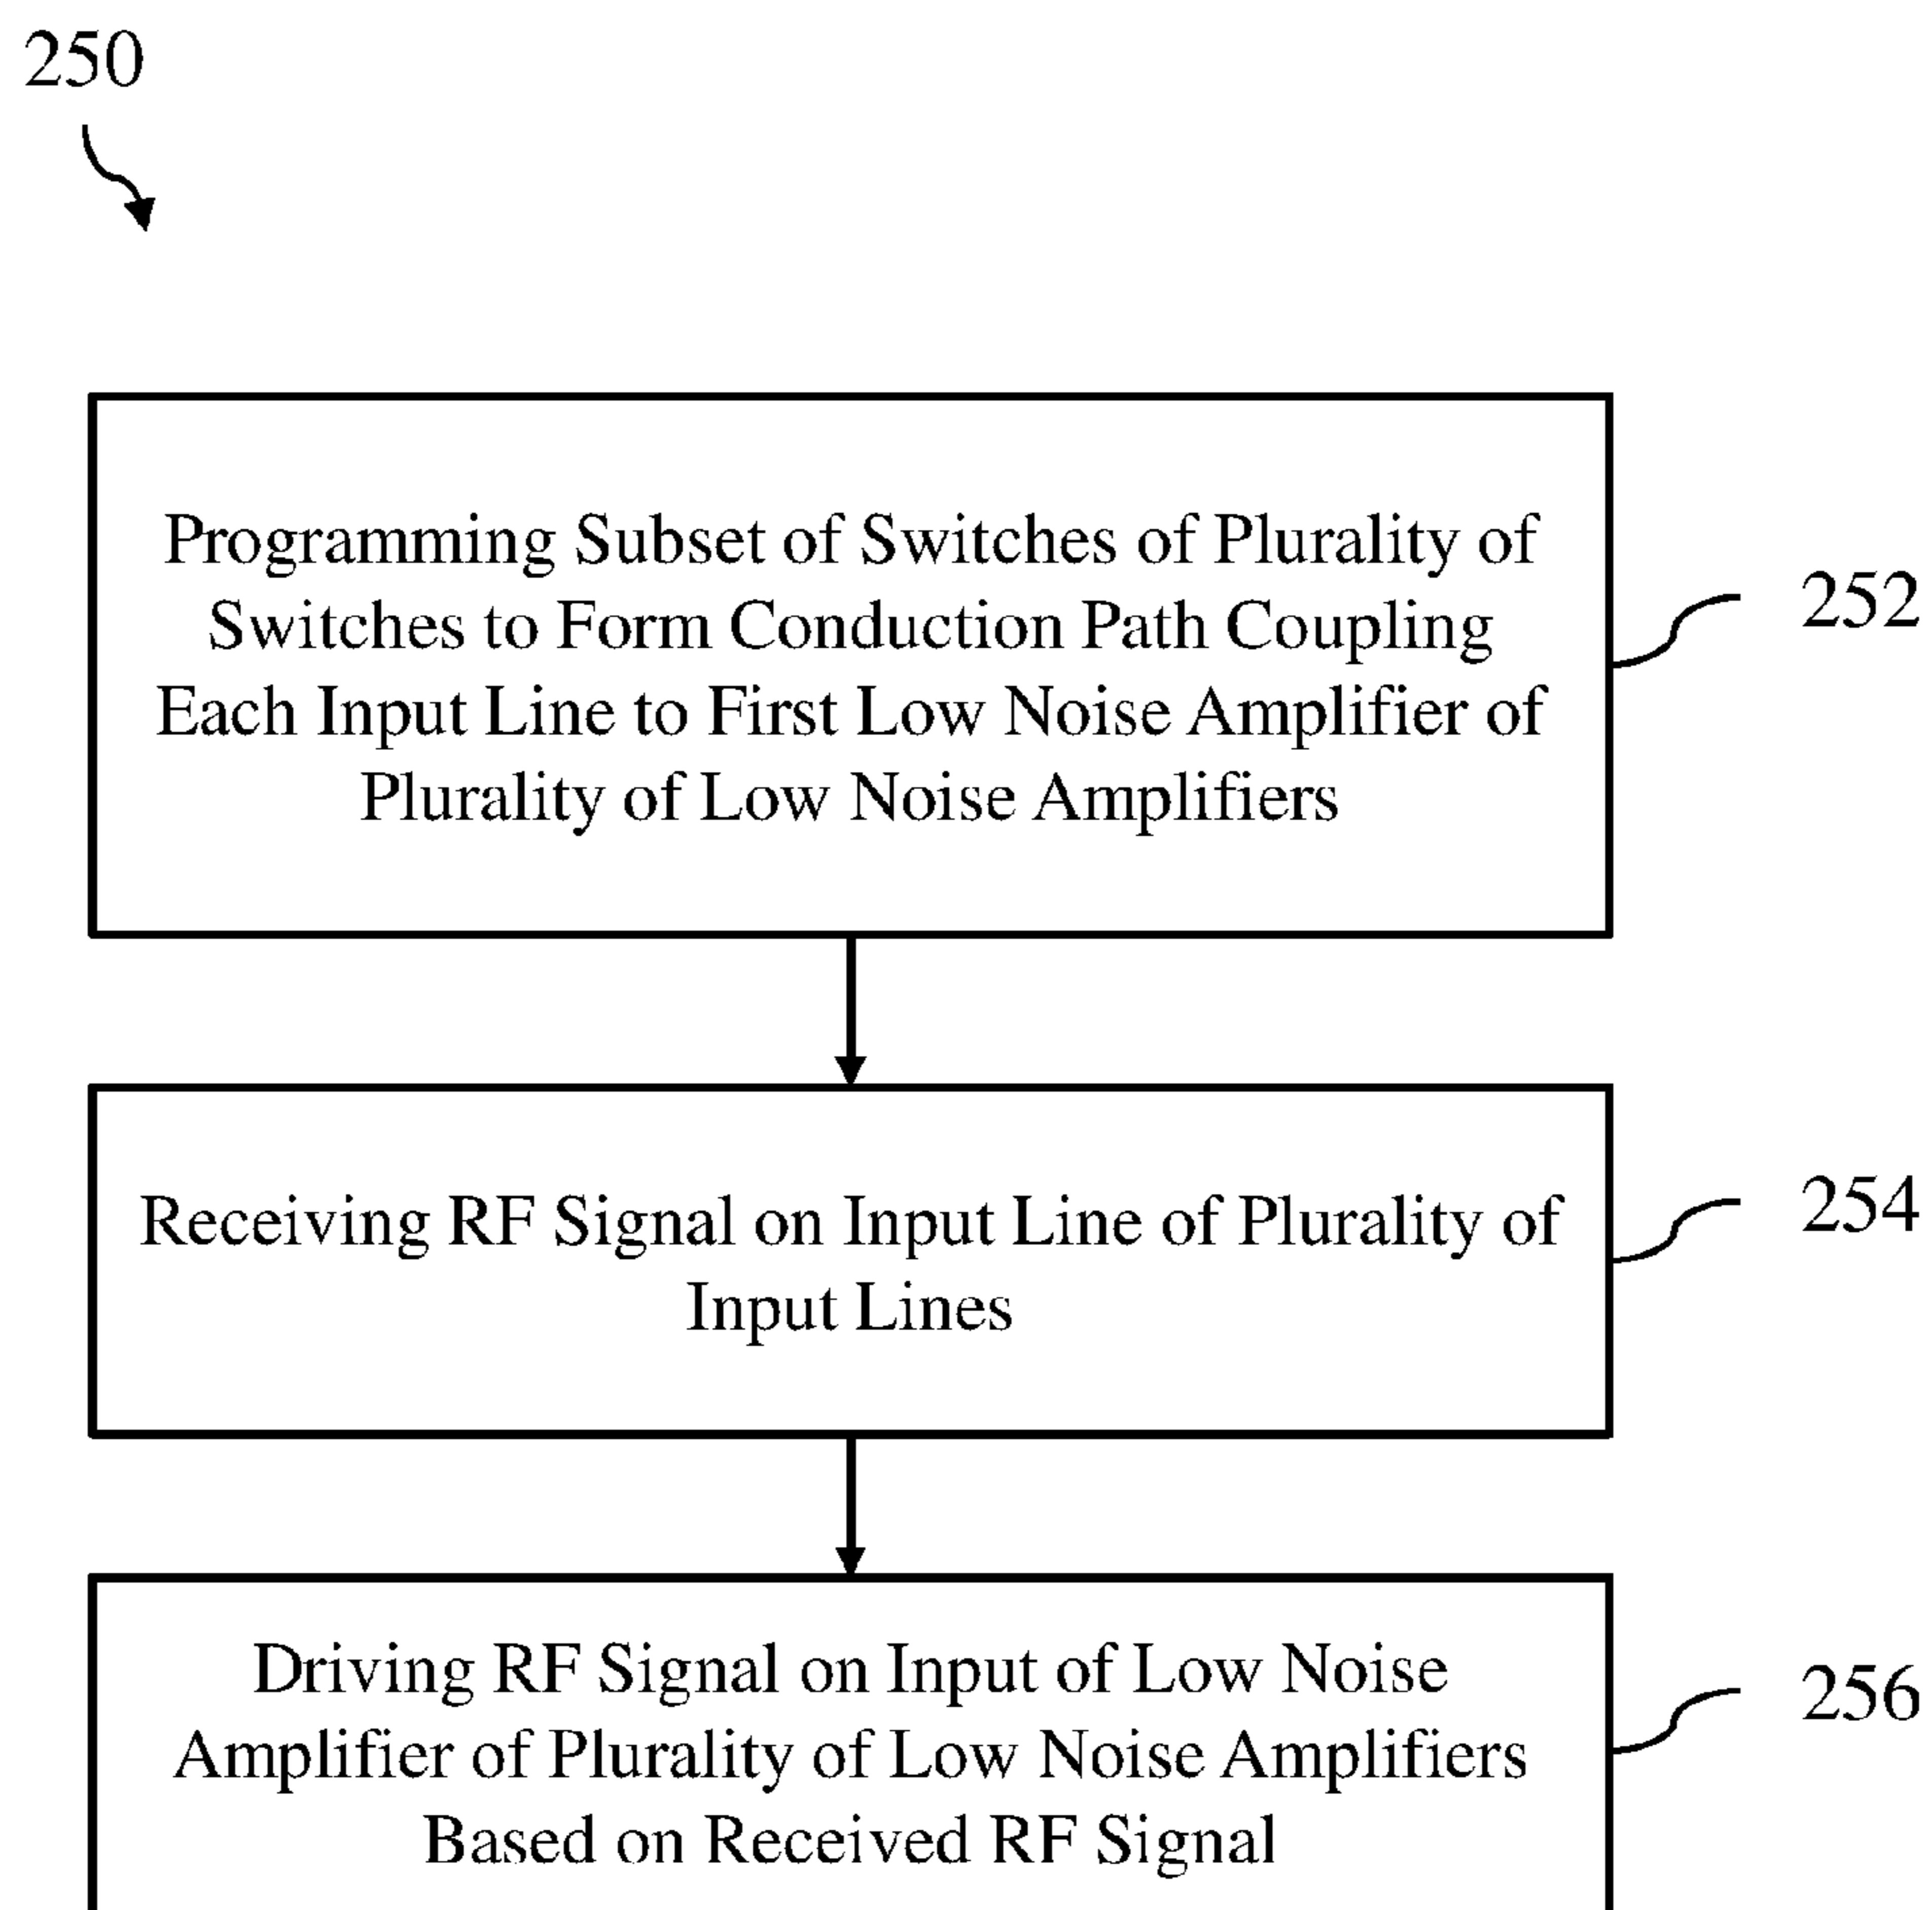 250
Programming Subset of Switches of Plurality of
Switches to Form Conduction Path Coupling
Each Input Line to First Low Noise Amplifier of
Plurality of Low Noise Amplifiers
252
Receiving RF Signal on Input Line of Plurality of
Input Lines
254
Driving RF Signal on Input of Low Noise
Amplifier of Plurality of Low Noise Amplifiers
Based on Received RF Signal
256